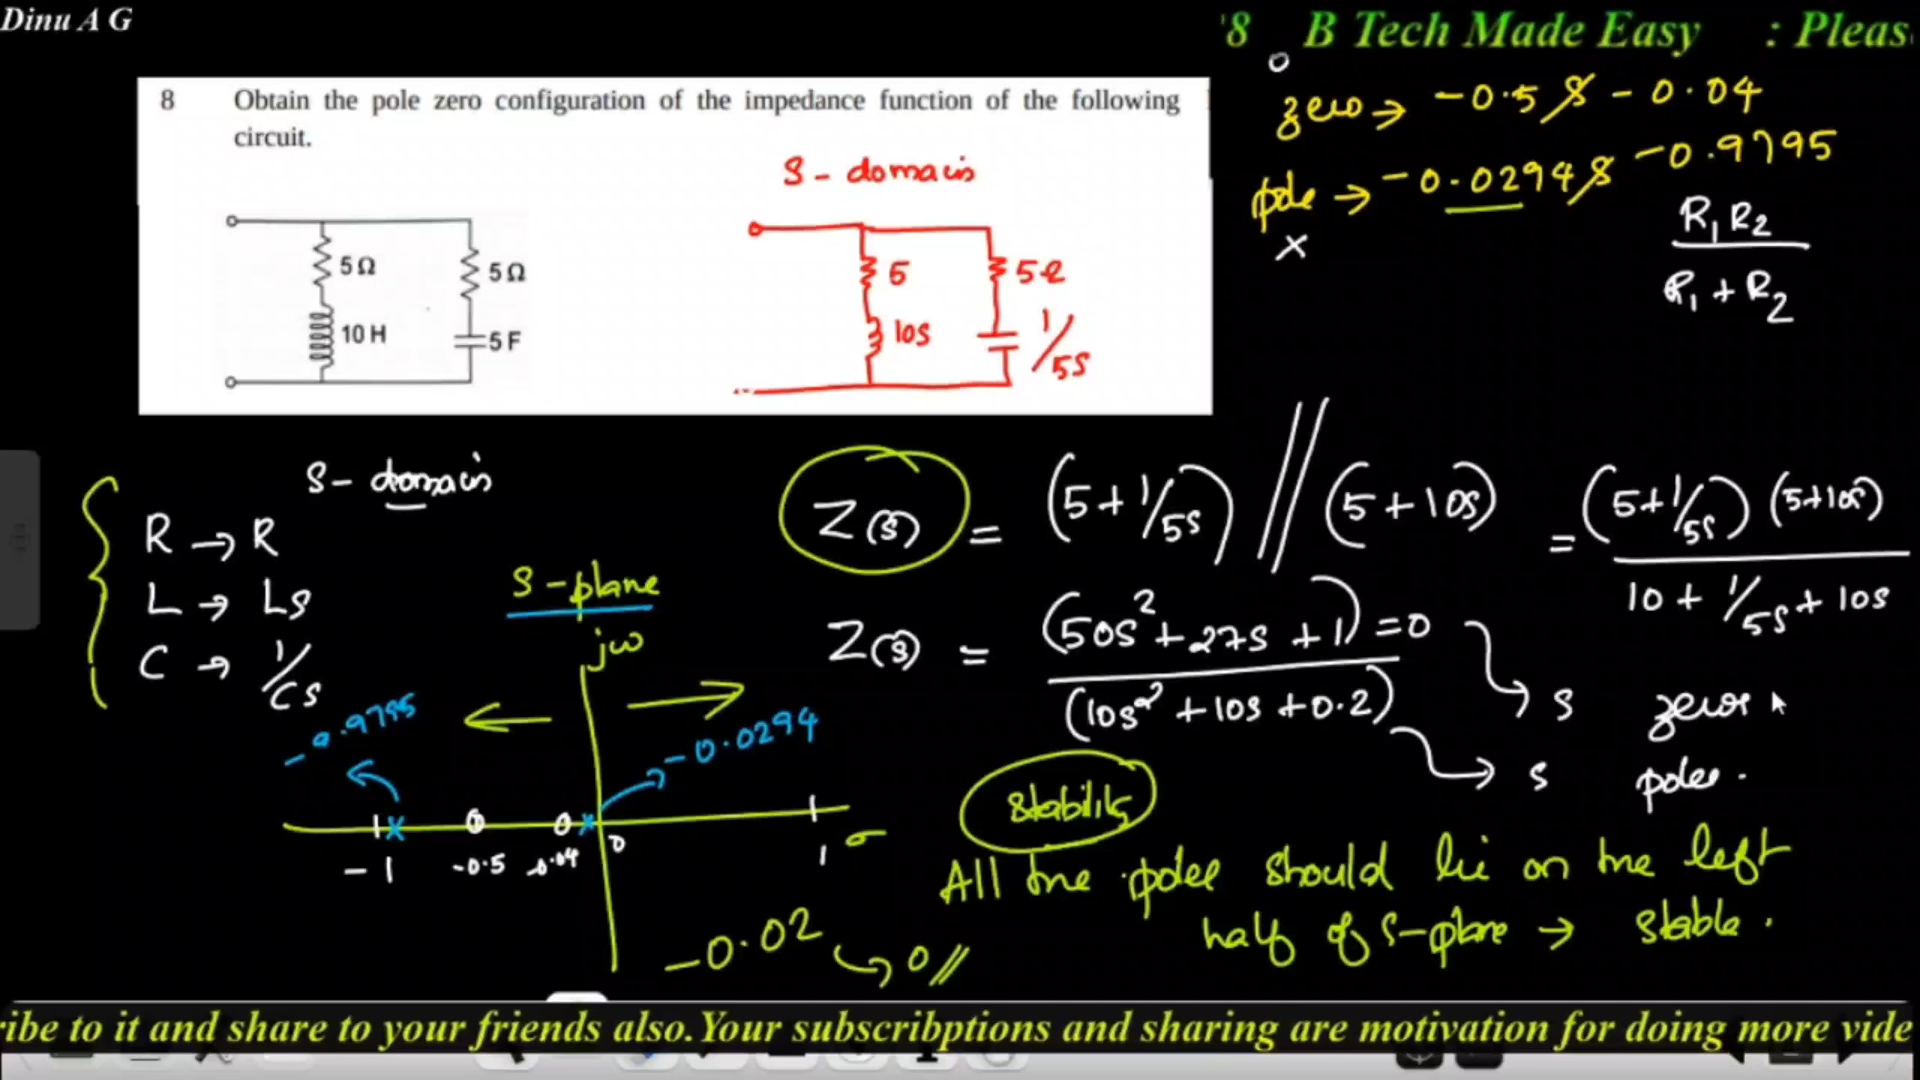 Dinu A G
'8 B Tech Made Easy : Pleas
8 Obtain the pole zero configuration of the impedance function of the following
circuit.
5Ω
5Ω
10 H
5 F
S - domain
5
5Ω
10s
1/5s
o
zero → -0.5 & -0.04
pole → -0.0294 & -0.9795
x
R1 R2
R1 + R2
S - domain
R → R
L → Ls
C → 1/Cs
Z(s) = (5 + 1/5s) // (5 + 10s) = (5+1/5s) (5+10s)
10 + 1/5s + 10s
Z(s) = (50s² + 27s + 1) = 0
(10s² + 10s + 0.2)
s zeros
s poles.
S - plane
jω
-0.9795
-0.0294
-1
-0.5
-0.04
0
1
σ
-0.02
0//
Stability
All the poles should lie on the left
half of S-plane → stable.
ribe to it and share to your friends also.Your subscribptions and sharing are motivation for doing more vide